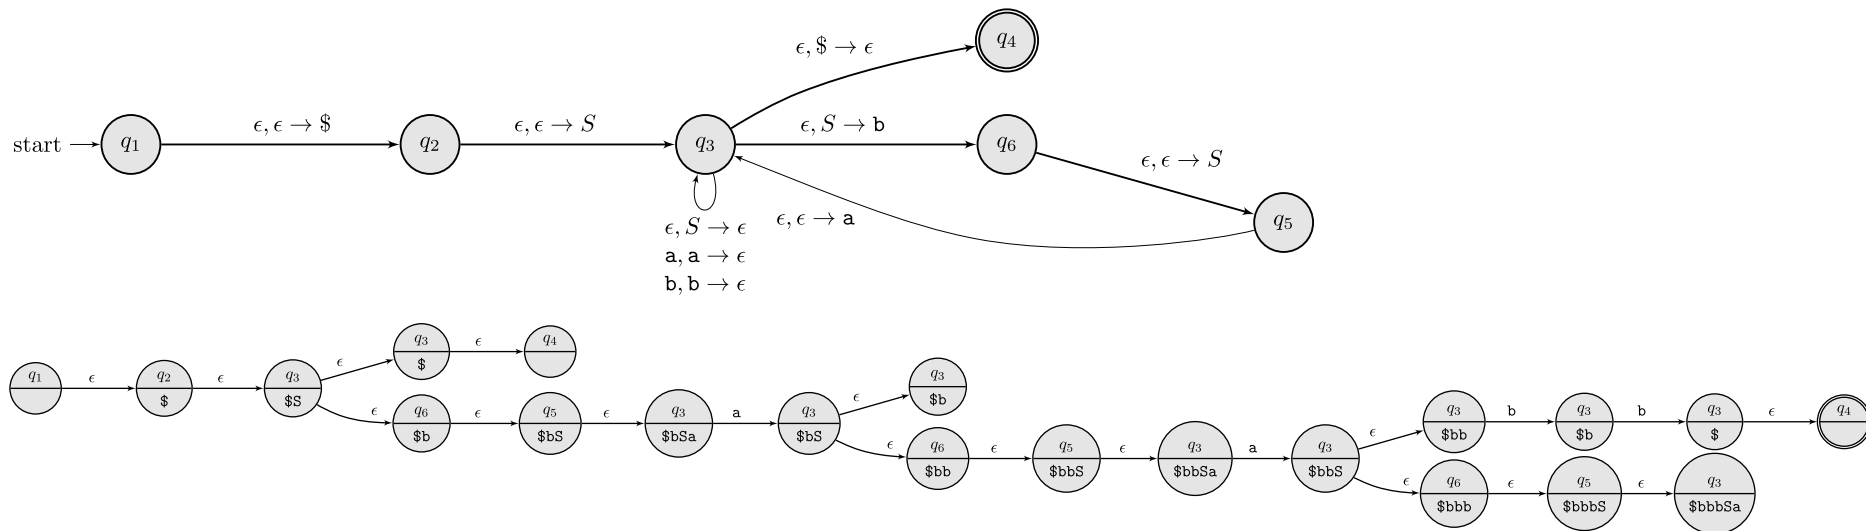 ϵ, $ → ϵ
q4
start
q1
ϵ, ϵ → $
q2
ϵ, ϵ → S
q3
ϵ, S → b
q6
ϵ, ϵ → S
q5
ϵ, ϵ → a
ϵ, S → ϵ
a, a → ϵ
b, b → ϵ
q1
ϵ
q2
$
ϵ
q3
$S
ϵ
q3
$
ϵ
q4
ϵ
q6
$b
ϵ
q5
$bS
ϵ
q3
$bSa
a
q3
$bS
ϵ
q3
$b
ϵ
q6
$bb
ϵ
q5
$bbS
ϵ
q3
$bbSa
a
q3
$bbS
ϵ
q3
$bb
b
q3
$b
b
q3
$
ϵ
q4
ϵ
q6
$bbb
ϵ
q5
$bbbS
ϵ
q3
$bbbSa